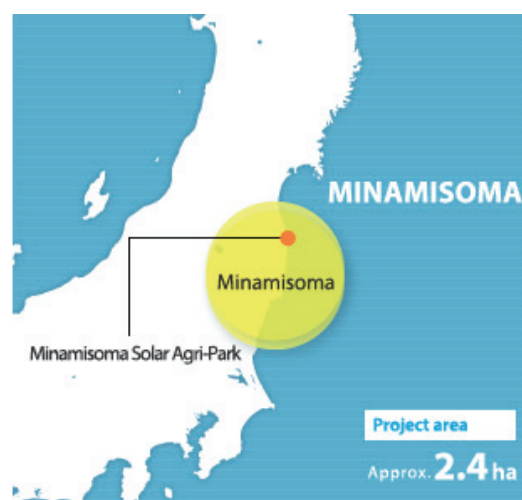 MINAMISOMA
Minamisoma
Minamisoma Solar Agri-Park
Project area
Approx. 2.4 ha